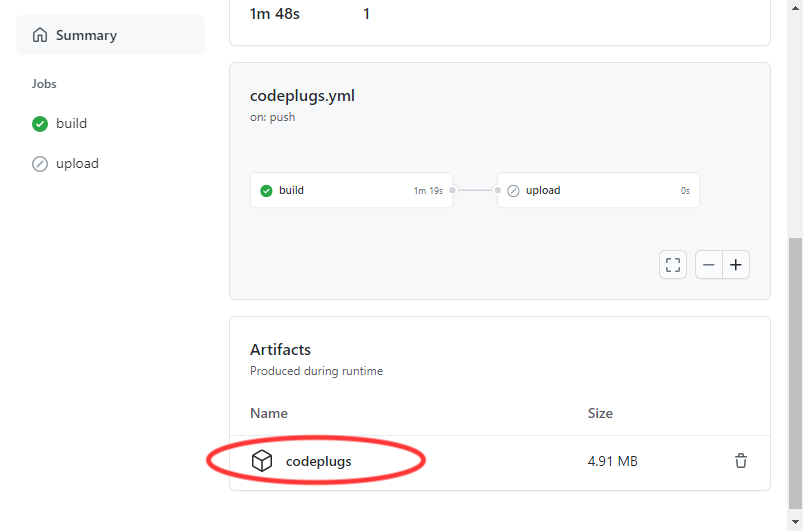 1m 48s 1
Summary
Jobs
build
upload
codeplugs.yml
on: push
build 1m 19s upload 0s
Artifacts
Produced during runtime
Name Size
codeplugs 4.91 MB